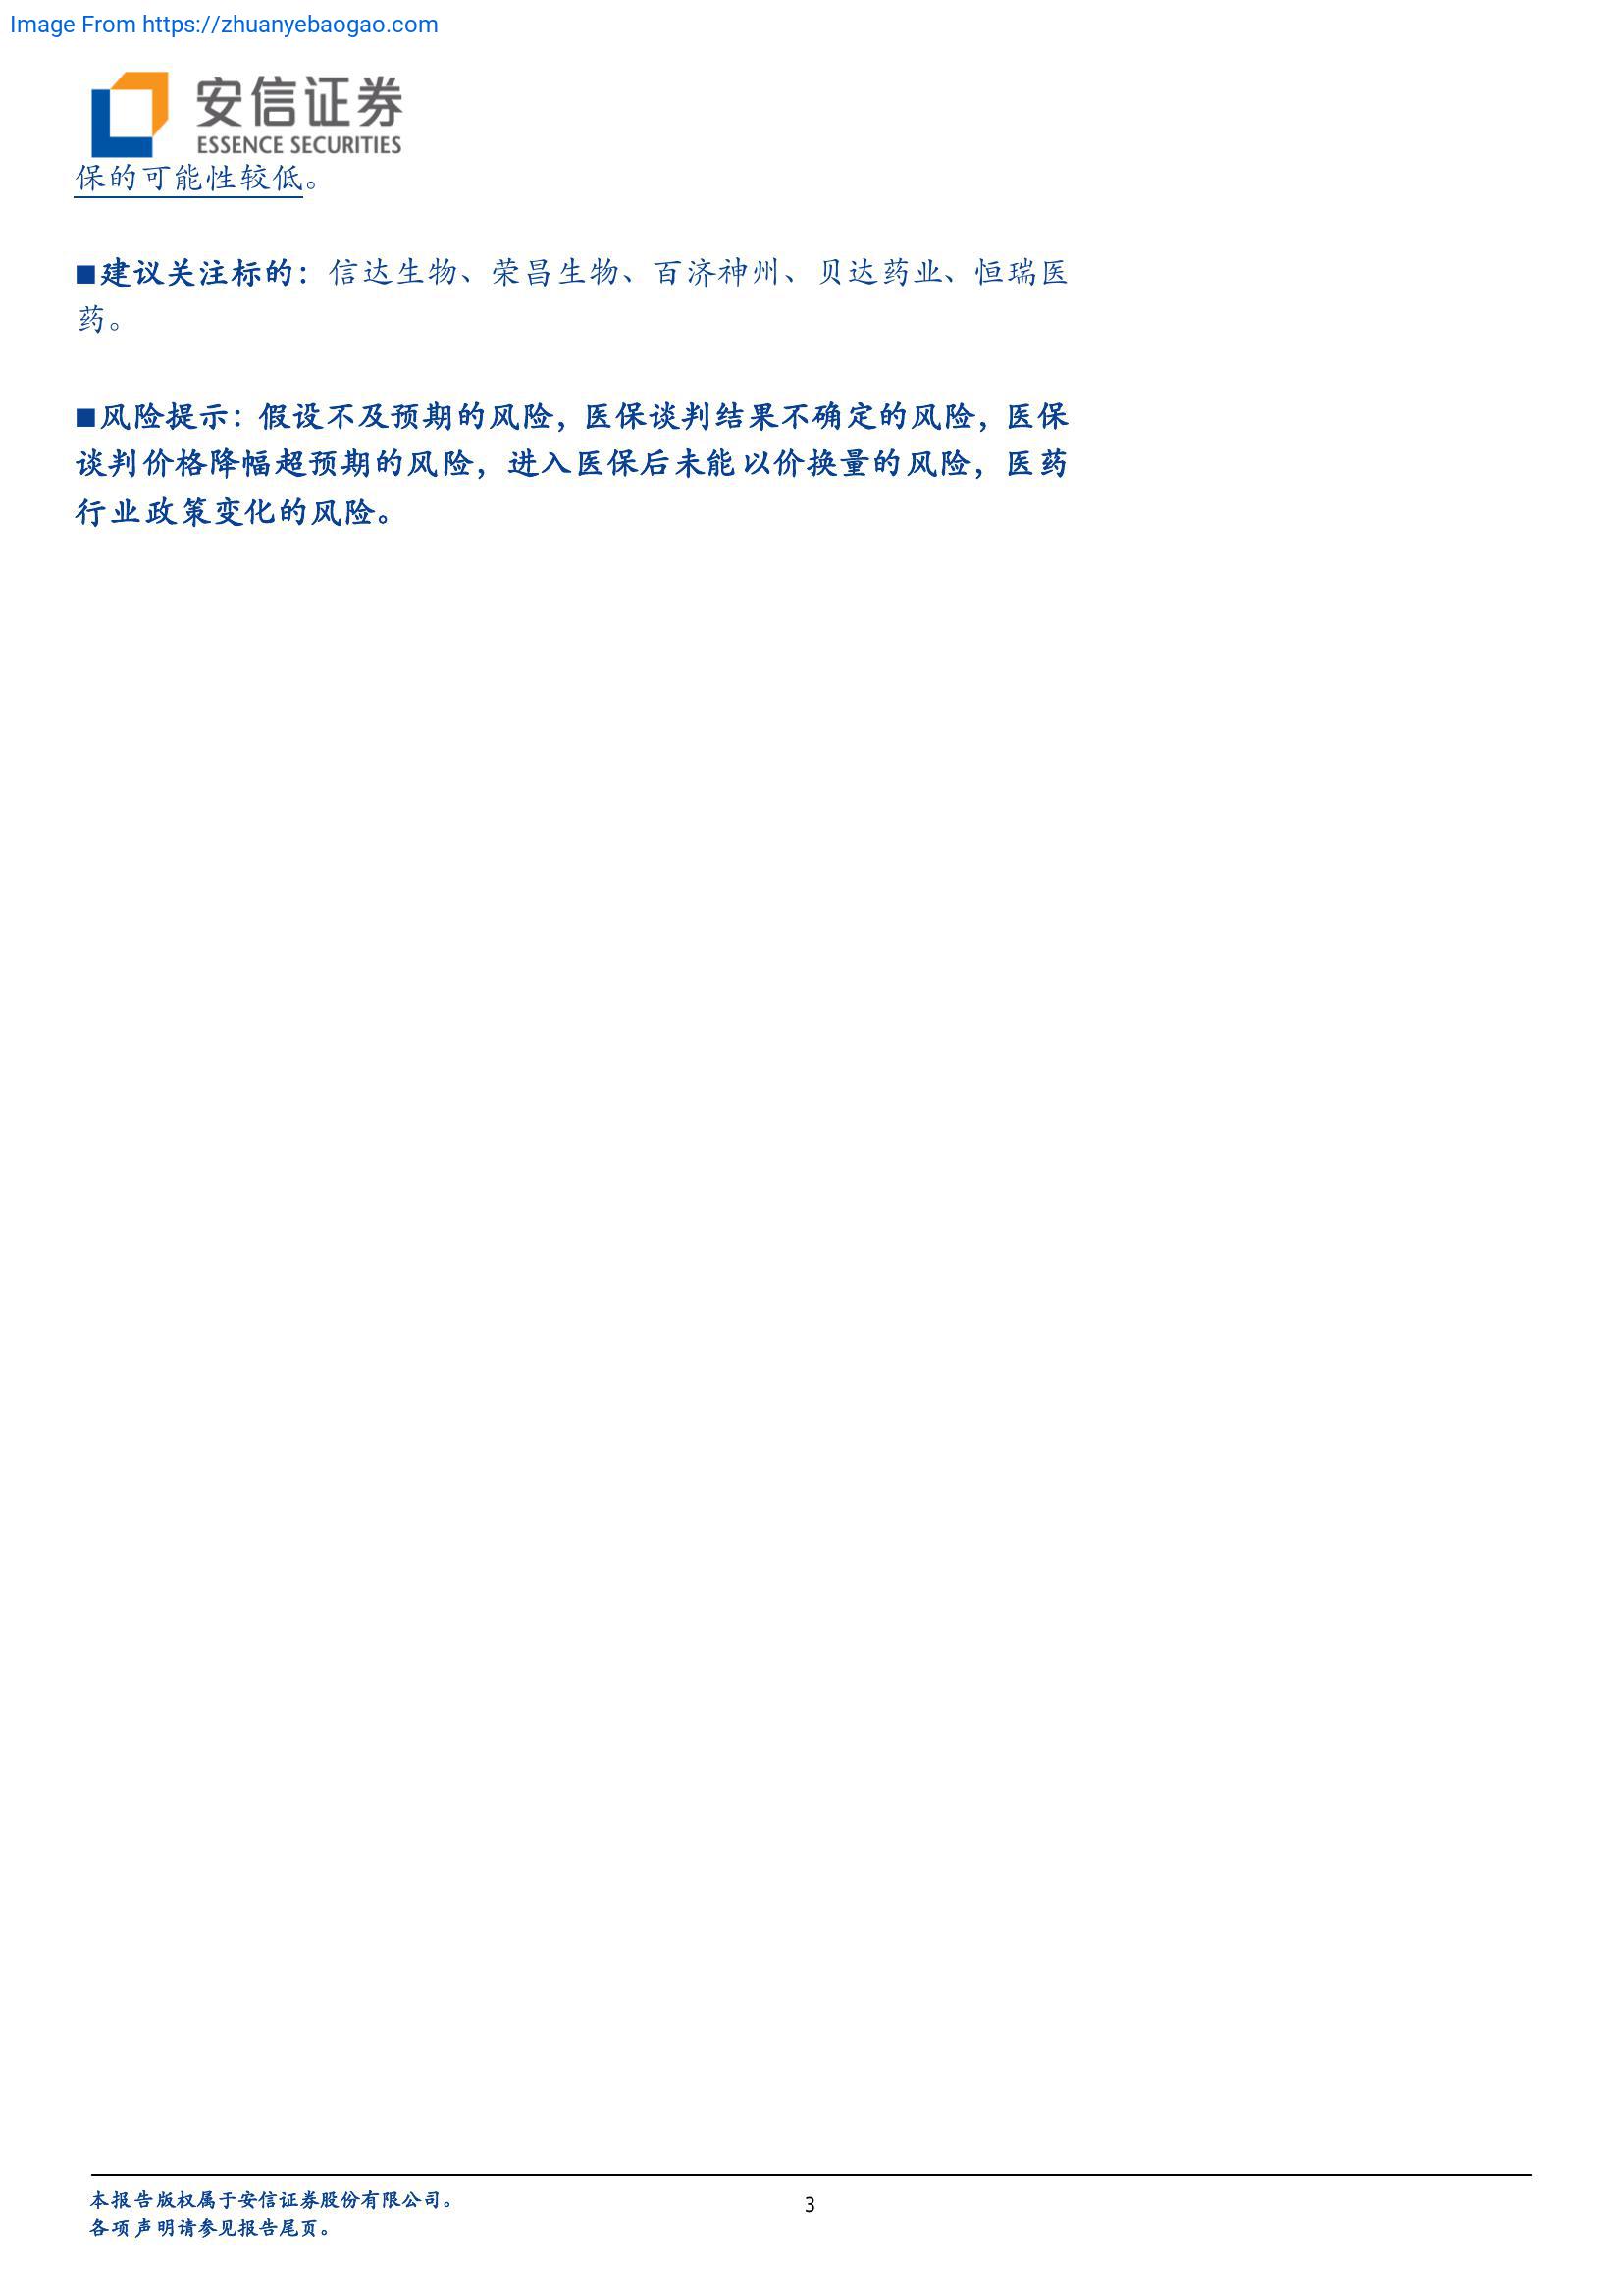 Image From https://zhuanyebaogao.com
安信证券
ESSENCE SECURITIES
保的可能性较低。
■建议关注标的：信达生物、荣昌生物、百济神州、贝达药业、恒瑞医
药。
■风险提示：假设不及预期的风险，医保谈判结果不确定的风险，医保
谈判价格降幅超预期的风险，进入医保后未能以价换量的风险，医药
行业政策变化的风险。
本报告版权属于安信证券股份有限公司。
3
各项声明请参见报告尾页。